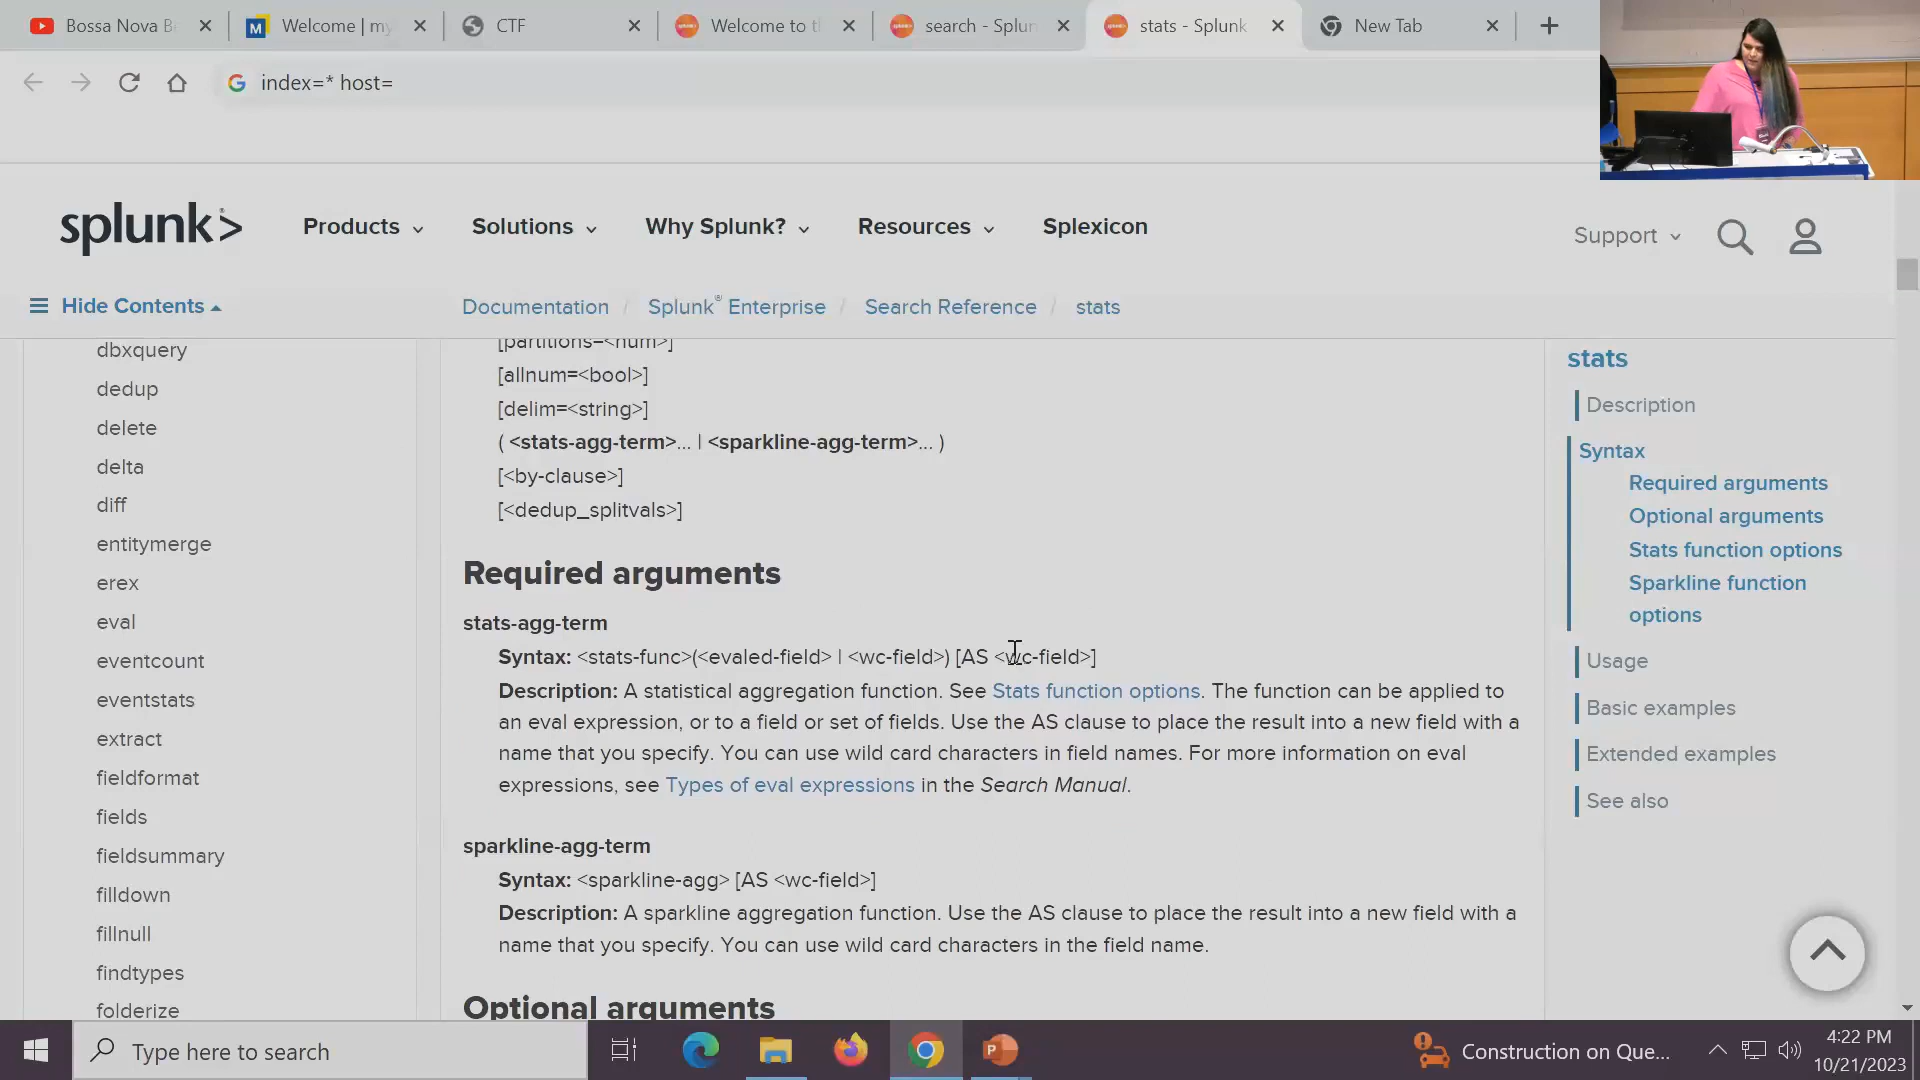 Bossa Nova B
Welcome | my
CTF
Welcome to th
search - Splun
stats - Splunk
New Tab
index=* host=
splunk>
Products
Solutions
Why Splunk?
Resources
Splexicon
Support
Hide Contents
Documentation / Splunk® Enterprise / Search Reference / stats
dbxquery
dedup
delete
delta
diff
entitymerge
erex
eval
eventcount
eventstats
extract
fieldformat
fields
fieldsummary
filldown
fillnull
findtypes
folderize
[partitions=<num>]
[allnum=<bool>]
[delim=<string>]
( <stats-agg-term>... | <sparkline-agg-term>... )
[<by-clause>]
[<dedup_splitvals>]
Required arguments
stats-agg-term
Syntax: <stats-func>(<evaled-field> | <wc-field>) [AS <wc-field>]
Description: A statistical aggregation function. See Stats function options. The function can be applied to
an eval expression, or to a field or set of fields. Use the AS clause to place the result into a new field with a
name that you specify. You can use wild card characters in field names. For more information on eval
expressions, see Types of eval expressions in the Search Manual.
sparkline-agg-term
Syntax: <sparkline-agg> [AS <wc-field>]
Description: A sparkline aggregation function. Use the AS clause to place the result into a new field with a
name that you specify. You can use wild card characters in the field name.
Optional arguments
stats
Description
Syntax
Required arguments
Optional arguments
Stats function options
Sparkline function
options
Usage
Basic examples
Extended examples
See also
Type here to search
Construction on Que...
4:22 PM
10/21/2023